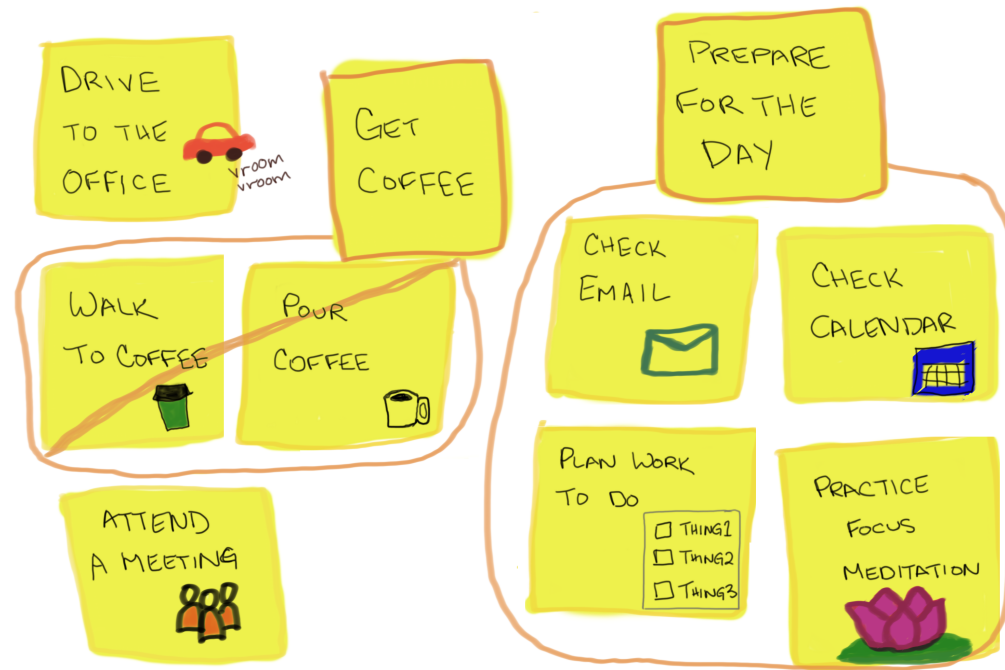 DRIVE
TO THE
OFFICE
vroom
vroom
GET
COFFEE
WALK
TO COFFEE
POUR
COFFEE
ATTEND
A MEETING
PREPARE
FOR THE
DAY
CHECK
EMAIL
CHECK
CALENDAR
PLAN WORK
TO DO
THING1
THING2
THING3
PRACTICE
FOCUS
MEDITATION